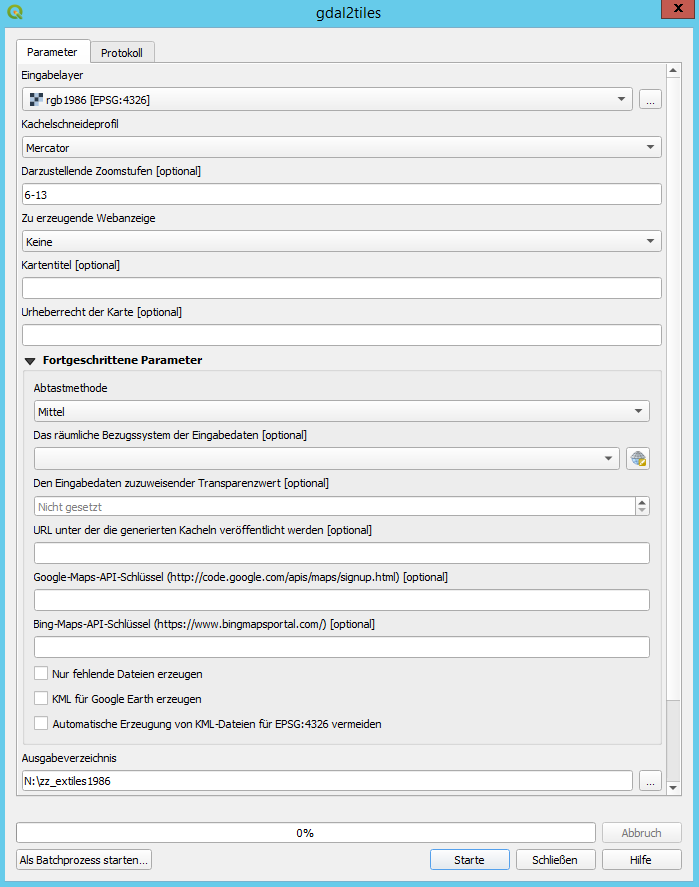 gdal2tiles
x
Parameter
Protokoll
Eingabelayer
rgb1986 [EPSG:4326]
...
Kachelschneideprofil
Mercator
Darzustellende Zoomstufen [optional]
6-13
Zu erzeugende Webanzeige
Keine
Kartentitel [optional]
Urheberrecht der Karte [optional]
Fortgeschrittene Parameter
Abtastmethode
Mittel
Das räumliche Bezugssystem der Eingabedaten [optional]
Den Eingabedaten zuzuweisender Transparenzwert [optional]
Nicht gesetzt
URL unter der die generierten Kacheln veröffentlicht werden [optional]
Google-Maps-API-Schlüssel (http://code.google.com/apis/maps/signup.html) [optional]
Bing-Maps-API-Schlüssel (https://www.bingmapsportal.com/) [optional]
Nur fehlende Dateien erzeugen
KML für Google Earth erzeugen
Automatische Erzeugung von KML-Dateien für EPSG:4326 vermeiden
Ausgabeverzeichnis
N:\zz_extiles1986
...
0%
Abbruch
Als Batchprozess starten...
Starte
Schließen
Hilfe